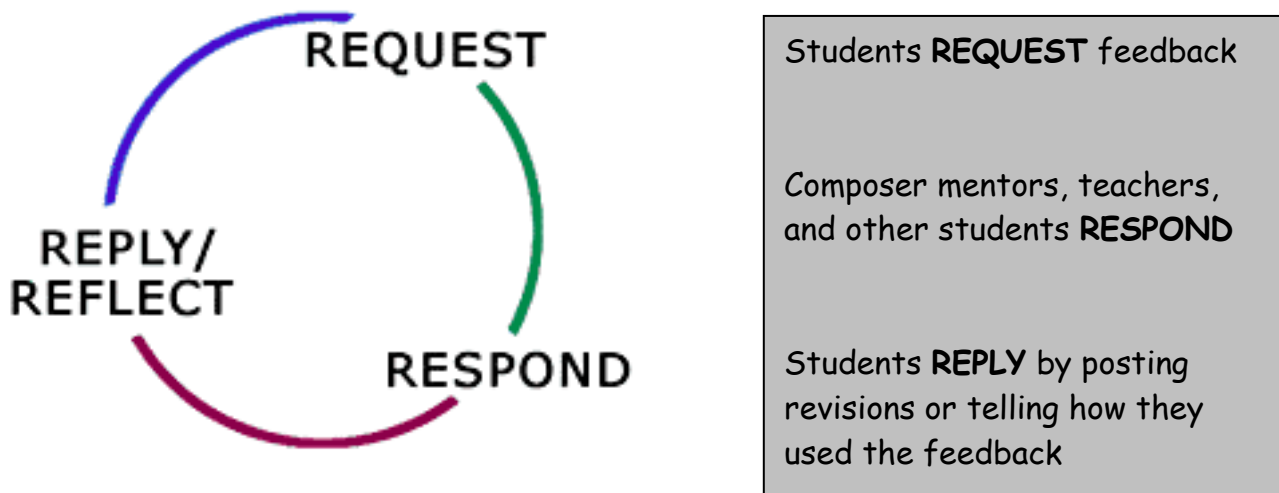 REQUEST
REPLY/
REFLECT
RESPOND
Students REQUEST feedback
Composer mentors, teachers,
and other students RESPOND
Students REPLY by posting
revisions or telling how they
used the feedback